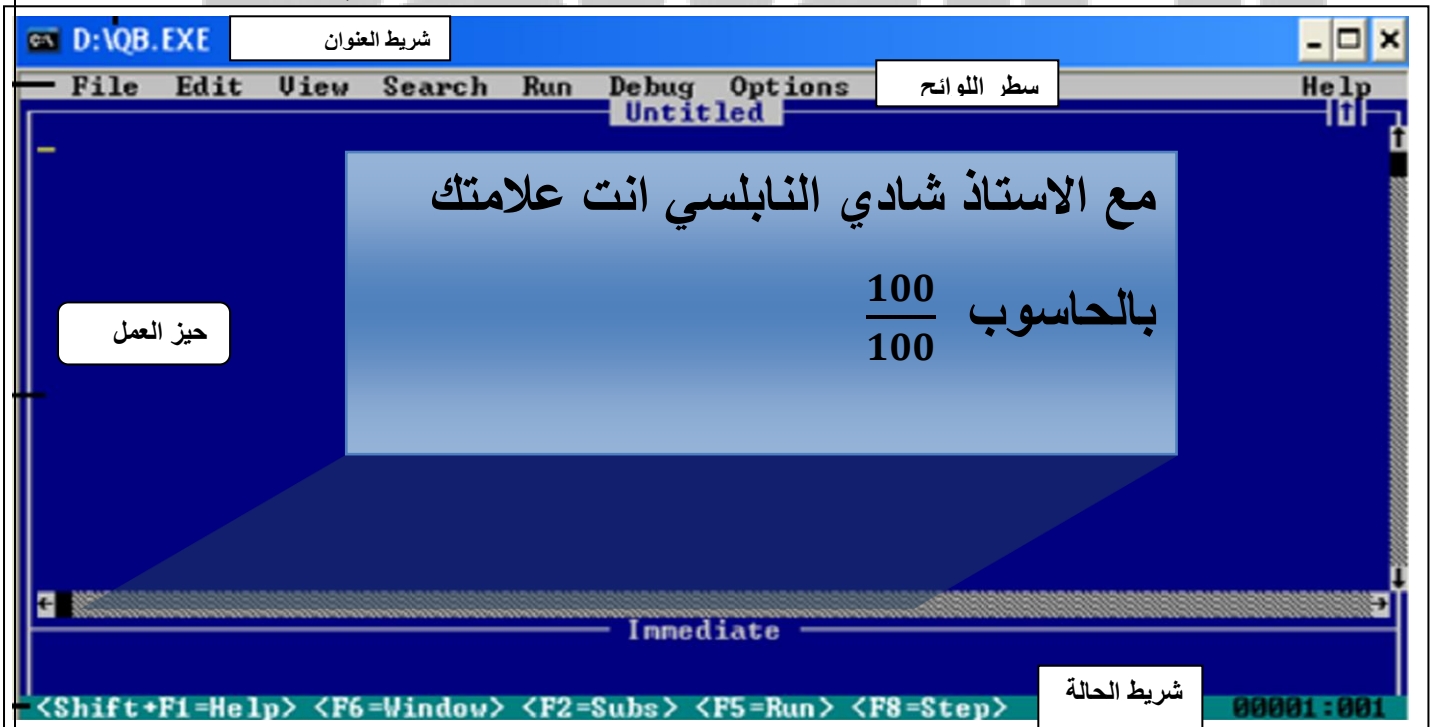 D:\QB.EXE شريط العنوان
File Edit View Search Run Debug Options سطر اللوائح Help
Untitled
مع الاستاذ شادي النابلسي انت علامتك
بالحاسوب 100/100
حيز العمل
Immediate
شريط الحالة
<Shift+F1=Help> <F6=Window> <F2=Subs> <F5=Run> <F8=Step> 00001:001